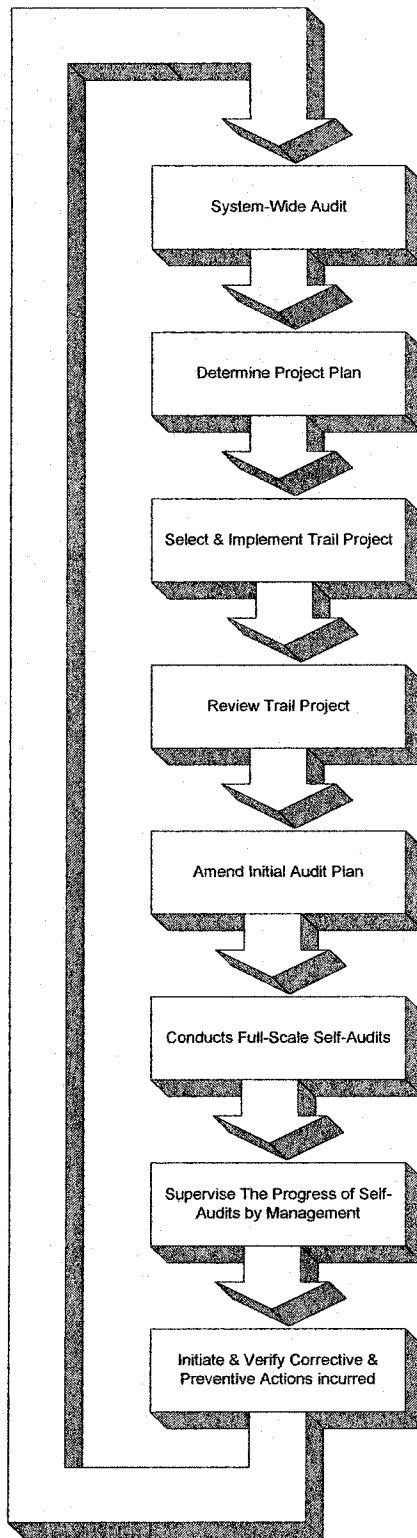 System-Wide Audit
Determine Project Plan
Select & Implement Trail Project
Review Trail Project
Amend Initial Audit Plan
Conducts Full-Scale Self-Audits
Supervise The Progress of Self-
Audits by Management
Initiate & Verify Corrective &
Preventive Actions incurred